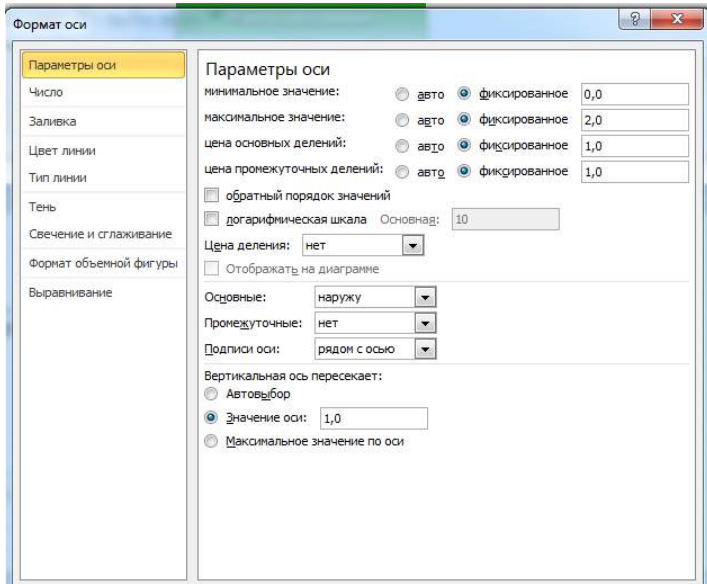 Формат оси
Параметры оси
Число
Заливка
Цвет линии
Тип линии
Тень
Свечение и сглаживание
Формат объемной фигуры
Выравнивание
Параметры оси
минимальное значение: авто фиксированное 0,0
максимальное значение: авто фиксированное 2,0
цена основных делений: авто фиксированное 1,0
цена промежуточных делений: авто фиксированное 1,0
обратный порядок значений
логарифмическая шкала Основная: 10
Цена деления: нет
Отображать на диаграмме
Основные: наружу
Промежуточные: нет
Подписи оси: рядом с осью
Вертикальная ось пересекает:
Автовыбор
Значение оси: 1,0
Максимальное значение по оси